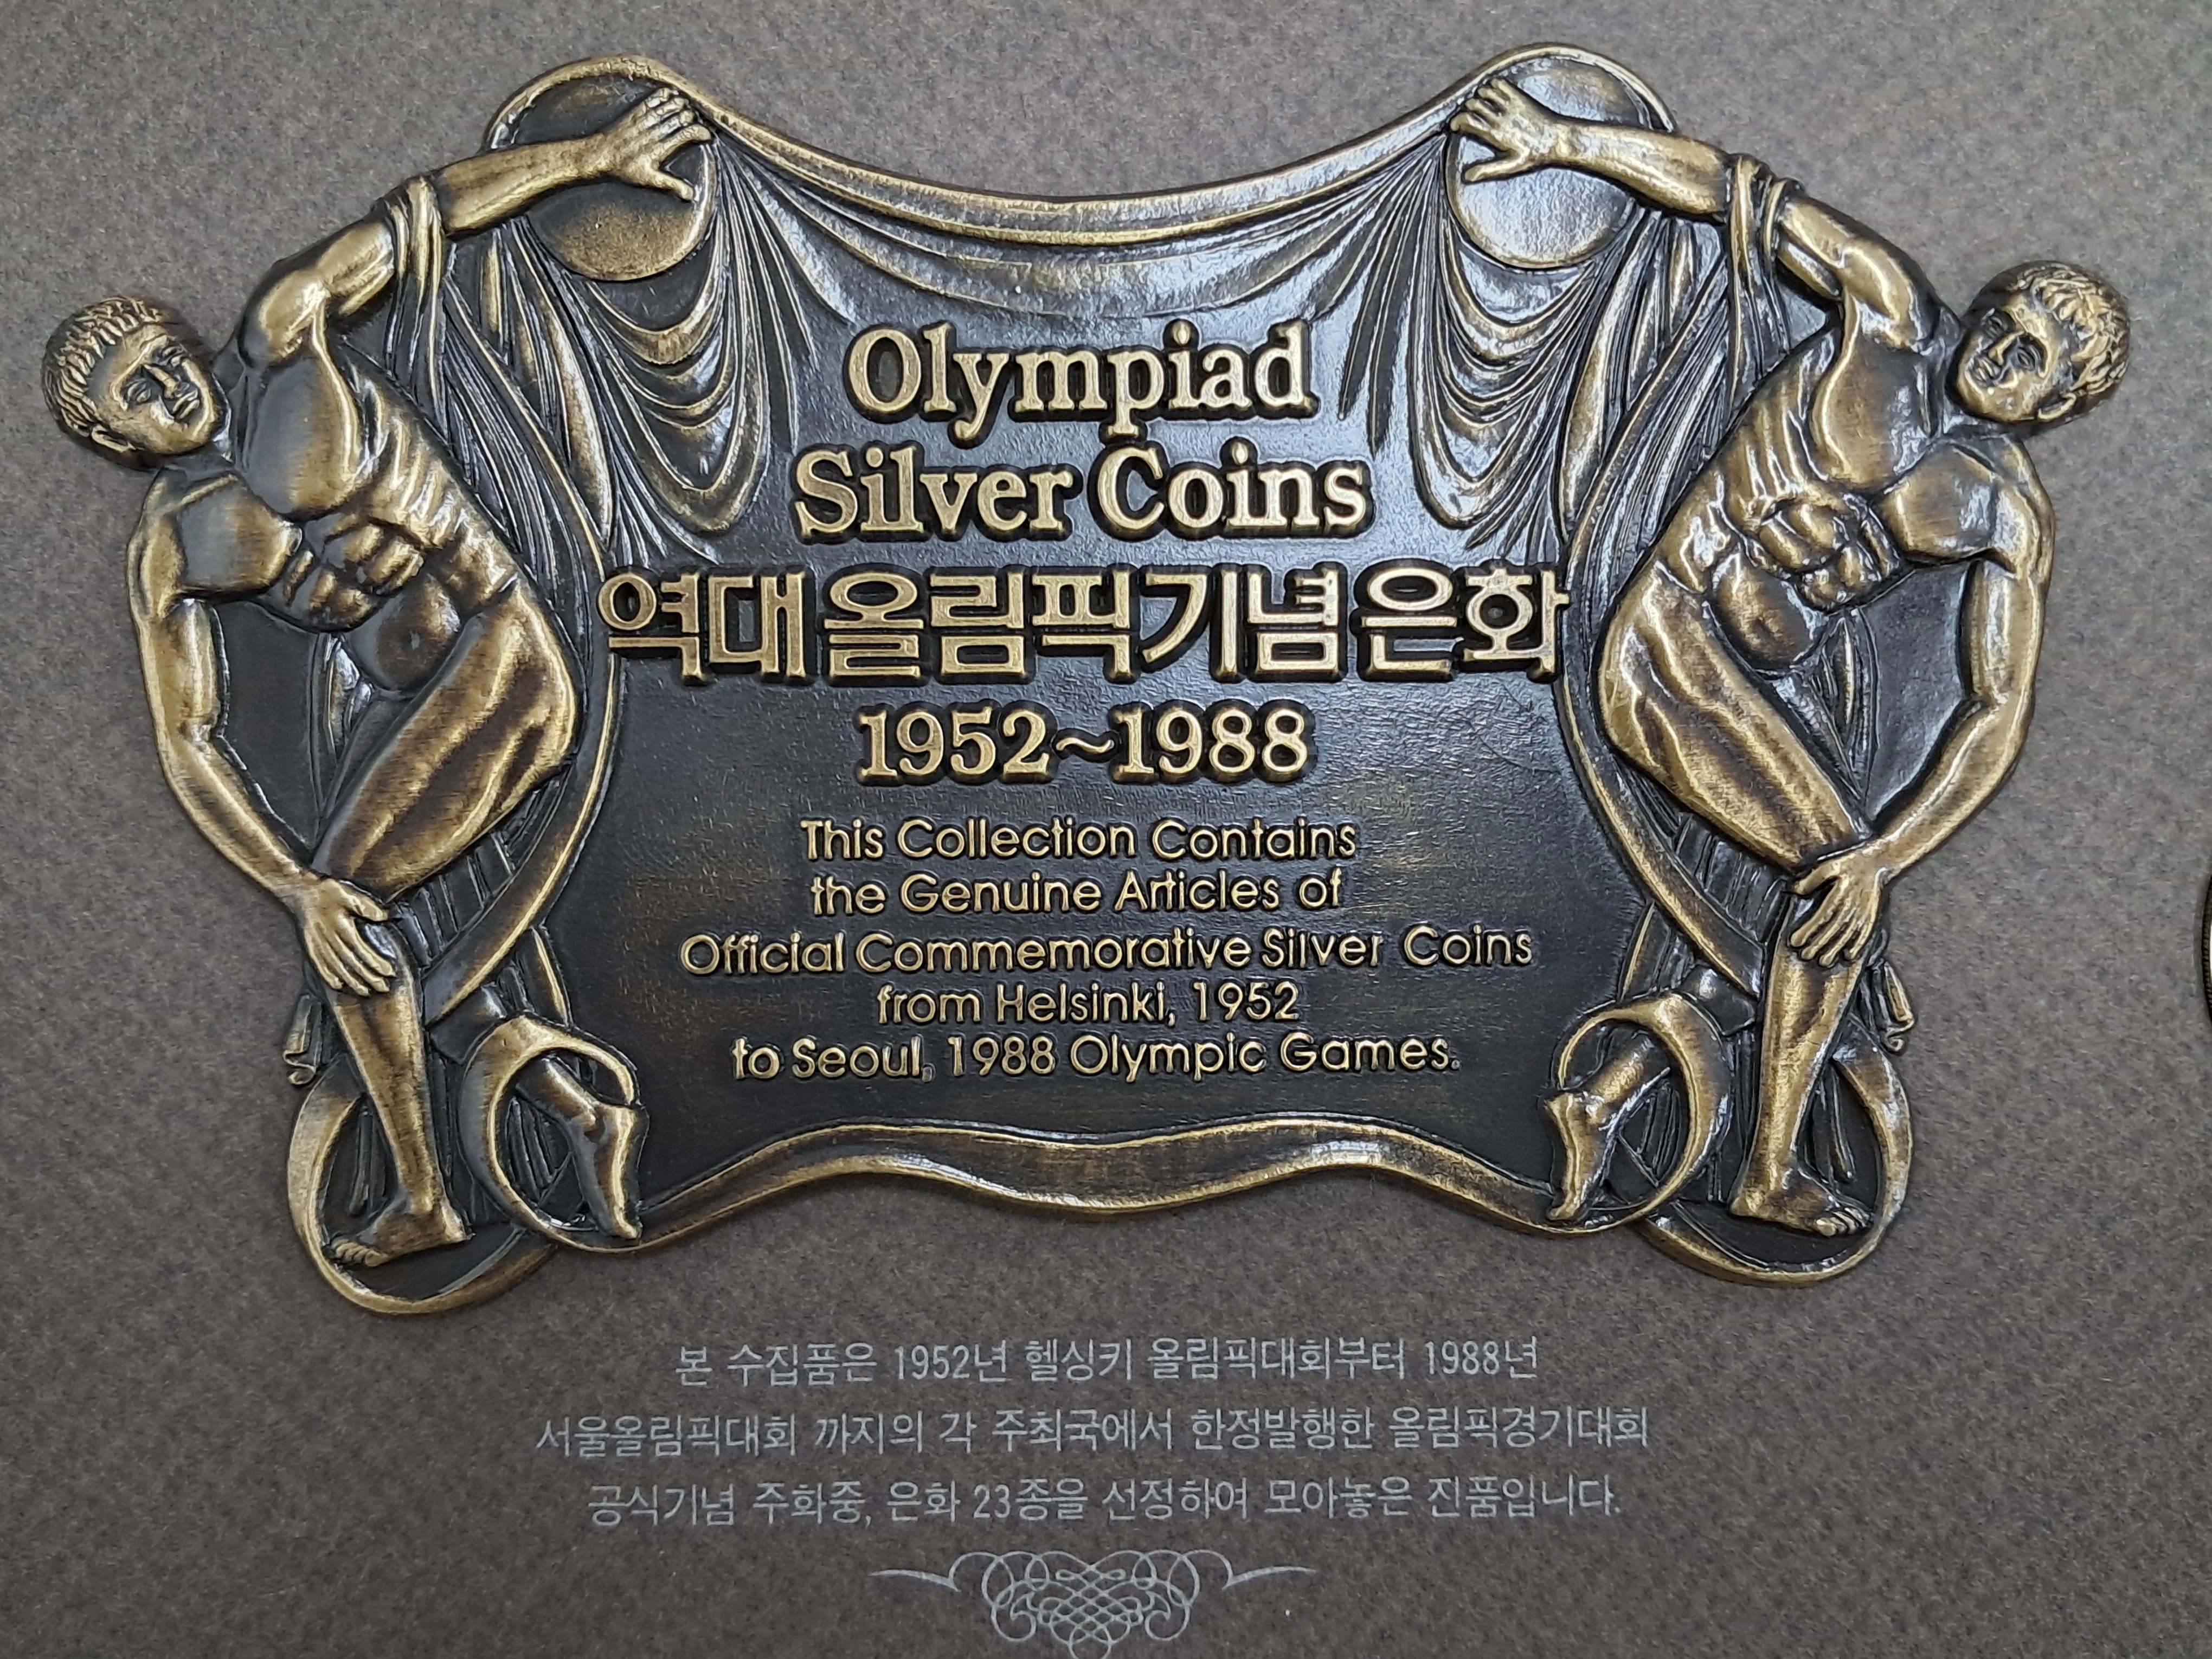 Olympiad
Silver Coins
역대올림픽기념은화
1952~1988
This Collection Contains
the Genuine Articles of
Official Commemorative Silver Coins
from Helsinki, 1952
to Seoul, 1988 Olympic Games.
본 수집품은 1952년 헬싱키 올림픽대회부터 1988년
서울올림픽대회 까지의 각 주최국에서 한정발행한 올림픽경기대회
공식기념 주화중, 은화 23종을 선정하여 모아놓은 진품입니다.